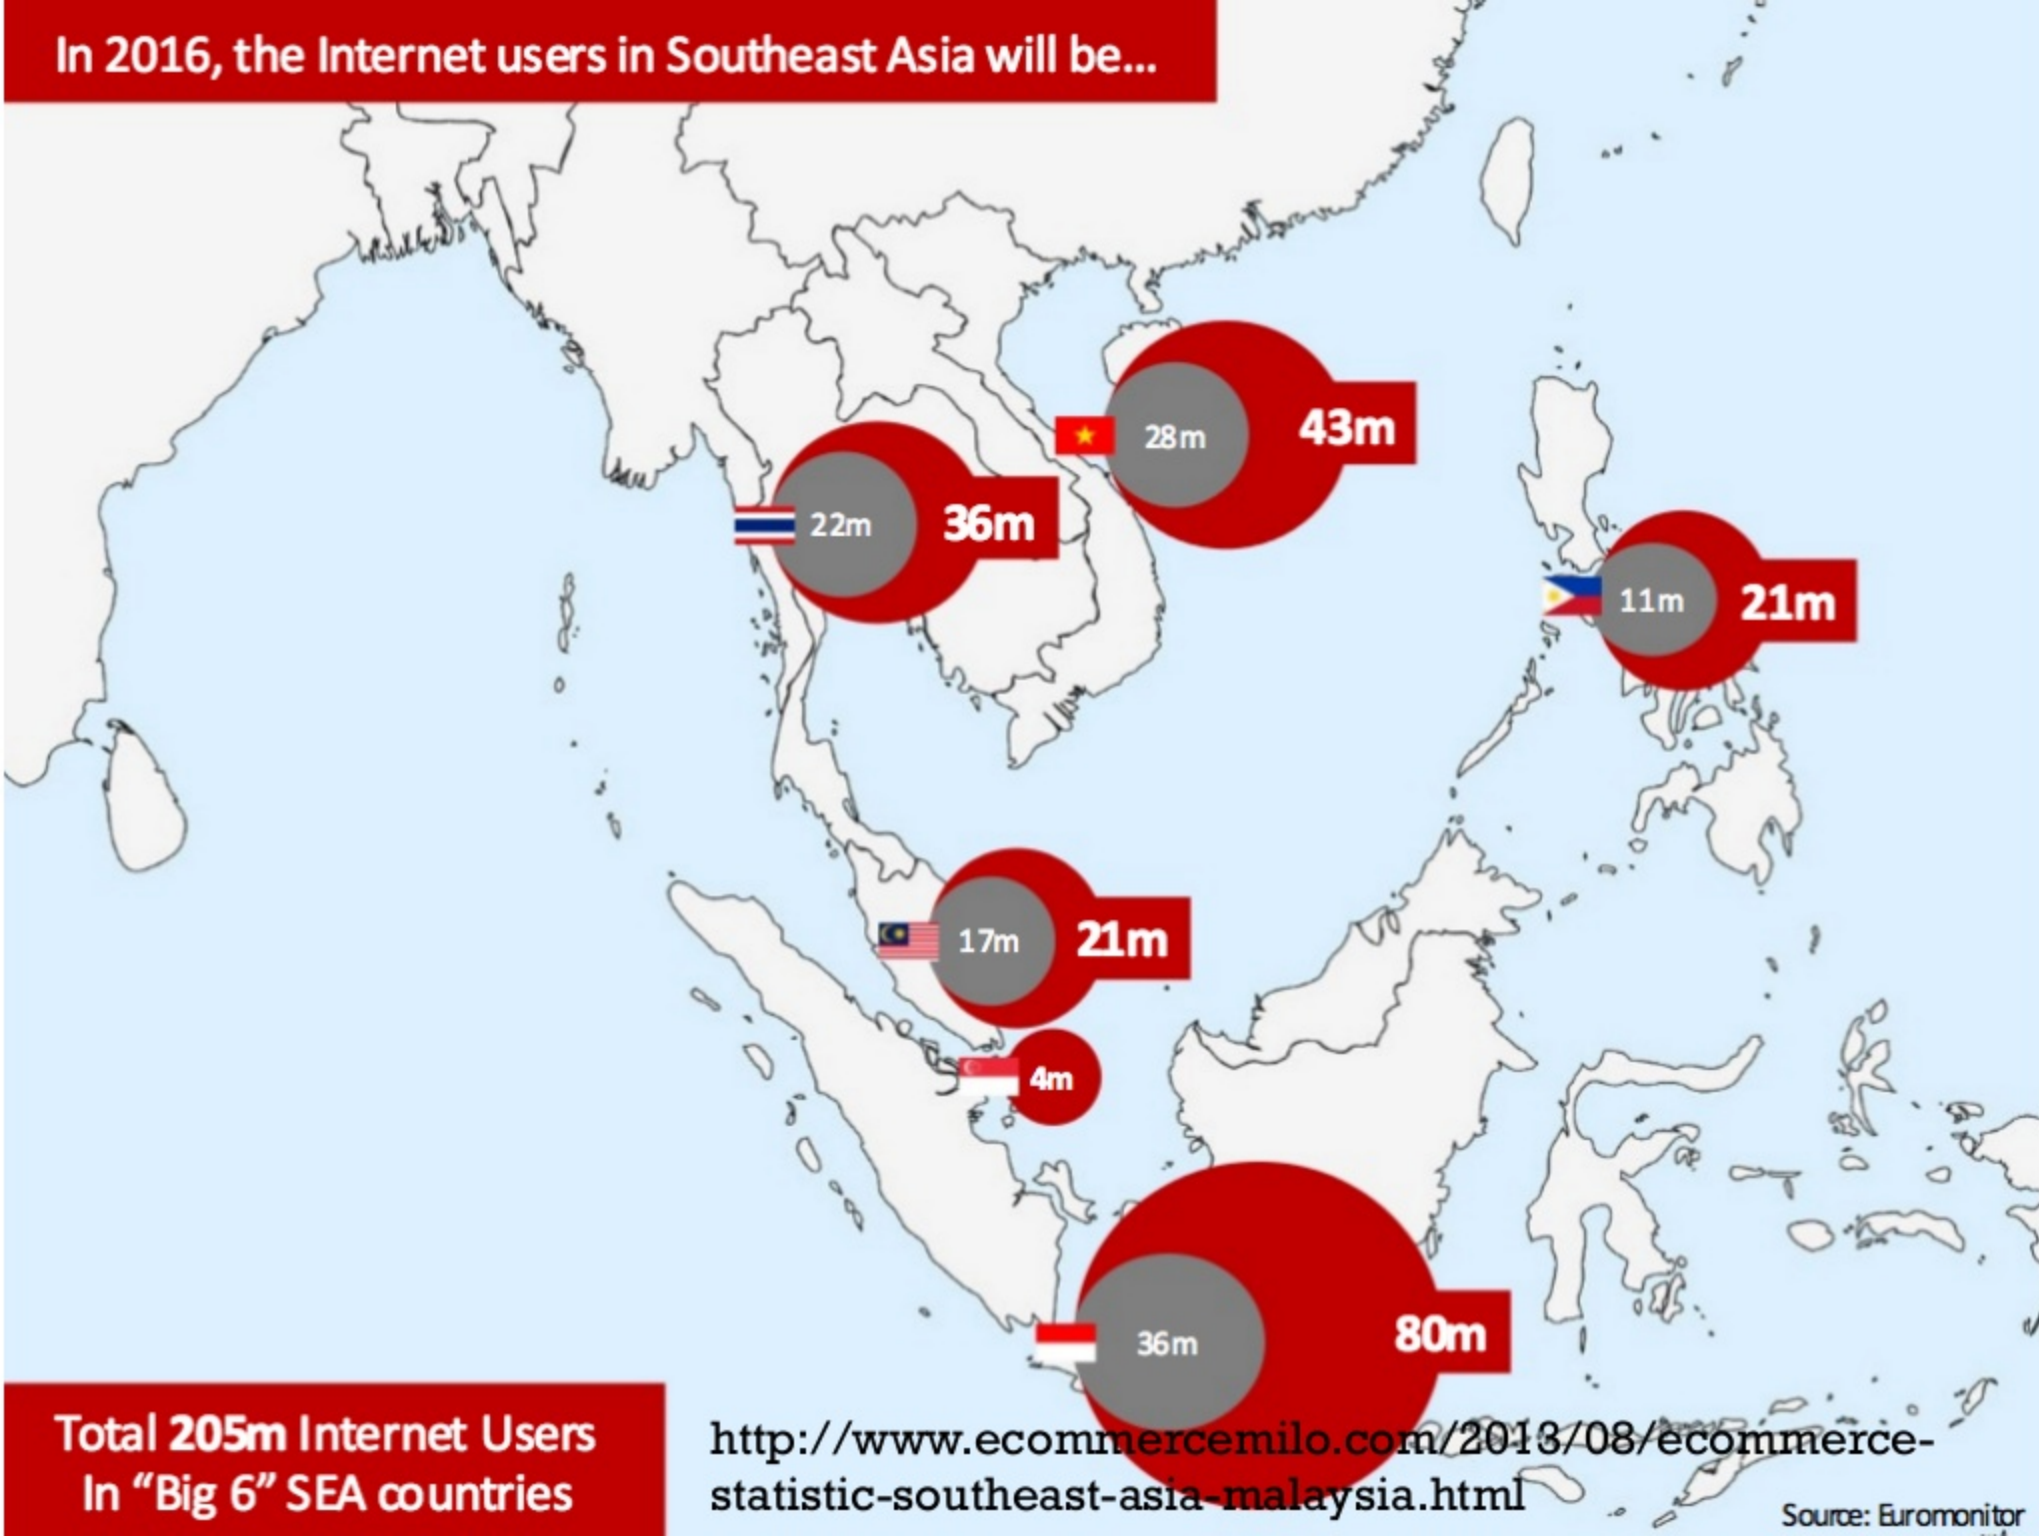 In 2016, the Internet users in Southeast Asia will be...
28m
43m
22m
36m
11m
21m
17m
21m
4m
36m
80m
Total 205m Internet Users
In “Big 6” SEA countries
http://www.ecommercemilo.com/2013/08/ecommerce-
statistic-southeast-asia-malaysia.html
Source: Euromonitor